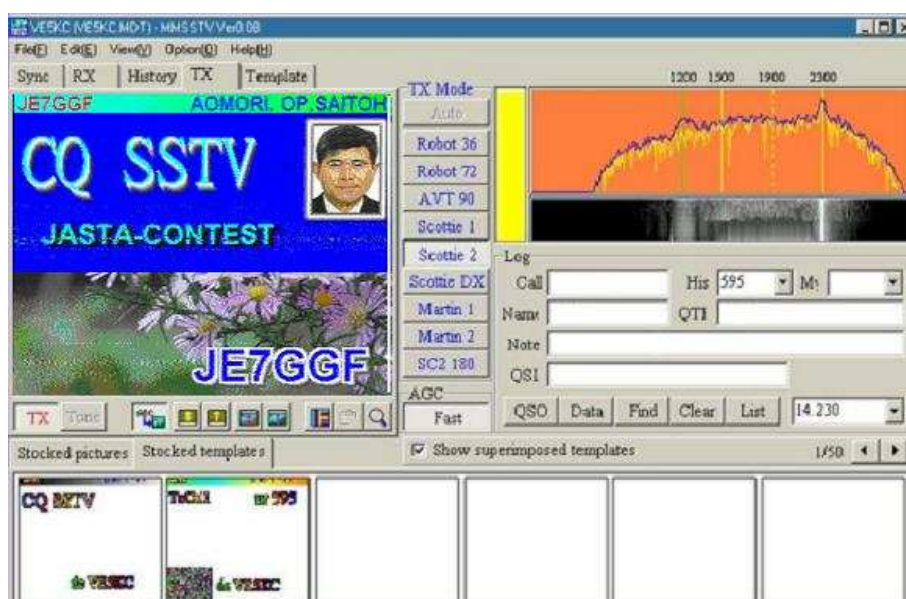 VE5KC (VE5KC.MDT) - MMSSTV Ver0.08
File(F) Edit(E) View(V) Option(O) Help(H)
Sync RX History TX Template
JE7GGF AOMORI. OP.SAITOH
CQ SSTV
JASTA-CONTEST
JE7GGF
TX Mode
Auto
Robot 36
Robot 72
AVT 90
Scottie 1
Scottie 2
Scottie DX
Martin 1
Martin 2
SC2 180
AGC
Fast
1200 1500 1900 2300
Log
Call His 595 My
Name QTH
Note
QSL
QSO Data Find Clear List 14.230
TX Tone
Stocked pictures Stocked templates
Show superimposed templates 1/50
CQ SSTV
de VE5KC
ur 595
de VE5KC